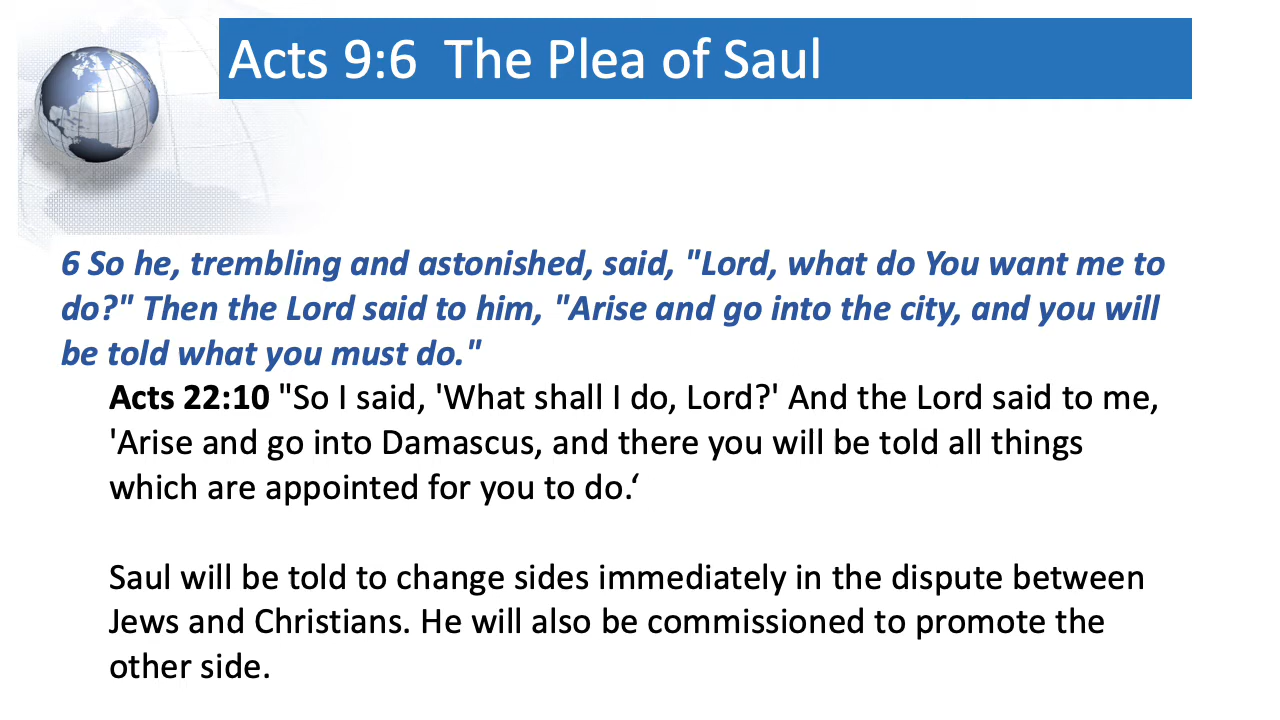 Acts 9:6  The Plea of Saul
6 So he, trembling and astonished, said, "Lord, what do You want me to
do?" Then the Lord said to him, "Arise and go into the city, and you will
be told what you must do."
Acts 22:10 "So I said, 'What shall I do, Lord?' And the Lord said to me,
'Arise and go into Damascus, and there you will be told all things
which are appointed for you to do.‘
Saul will be told to change sides immediately in the dispute between
Jews and Christians. He will also be commissioned to promote the
other side.